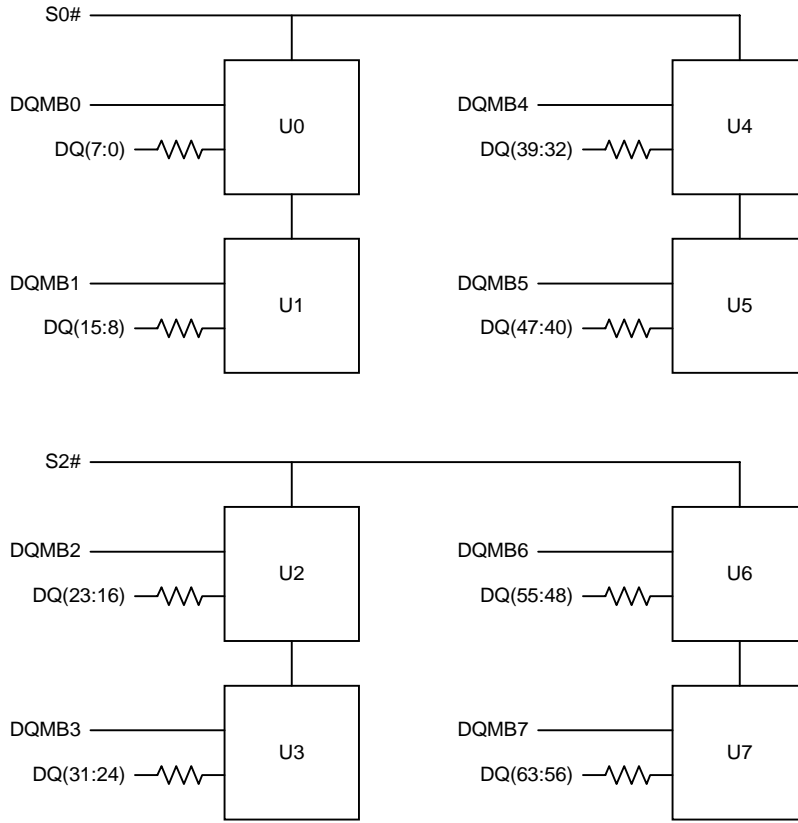 S0#
DQMB0
U0
DQ(7:0)
DQMB4
U4
DQ(39:32)
DQMB1
U1
DQ(15:8)
DQMB5
U5
DQ(47:40)
S2#
DQMB2
U2
DQ(23:16)
DQMB6
U6
DQ(55:48)
DQMB3
U3
DQ(31:24)
DQMB7
U7
DQ(63:56)